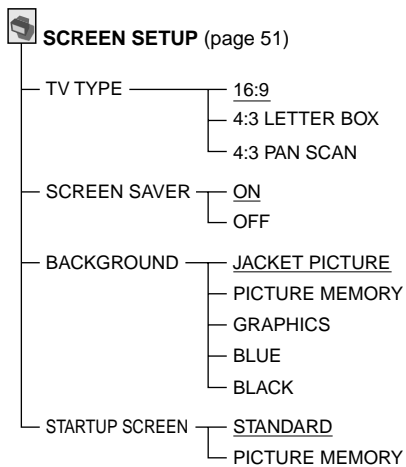 SCREEN SETUP (page 51)
TV TYPE 16:9
4:3 LETTER BOX
4:3 PAN SCAN
SCREEN SAVER ON
OFF
BACKGROUND JACKET PICTURE
PICTURE MEMORY
GRAPHICS
BLUE
BLACK
STARTUP SCREEN STANDARD
PICTURE MEMORY